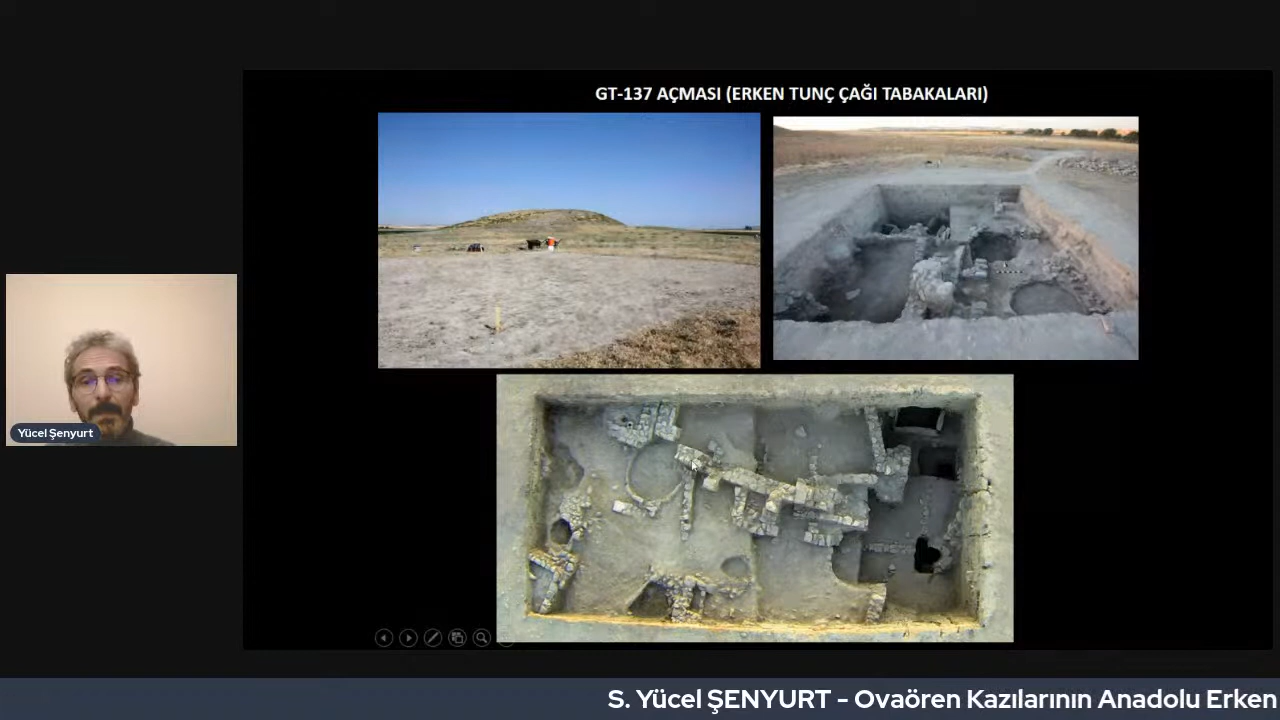 GT-137 AÇMASI (ERKEN TUNÇ ÇAĞI TABAKALARI)
Yücel Şenyurt
S. Yücel ŞENYURT - Ovaören Kazılarının Anadolu Erken